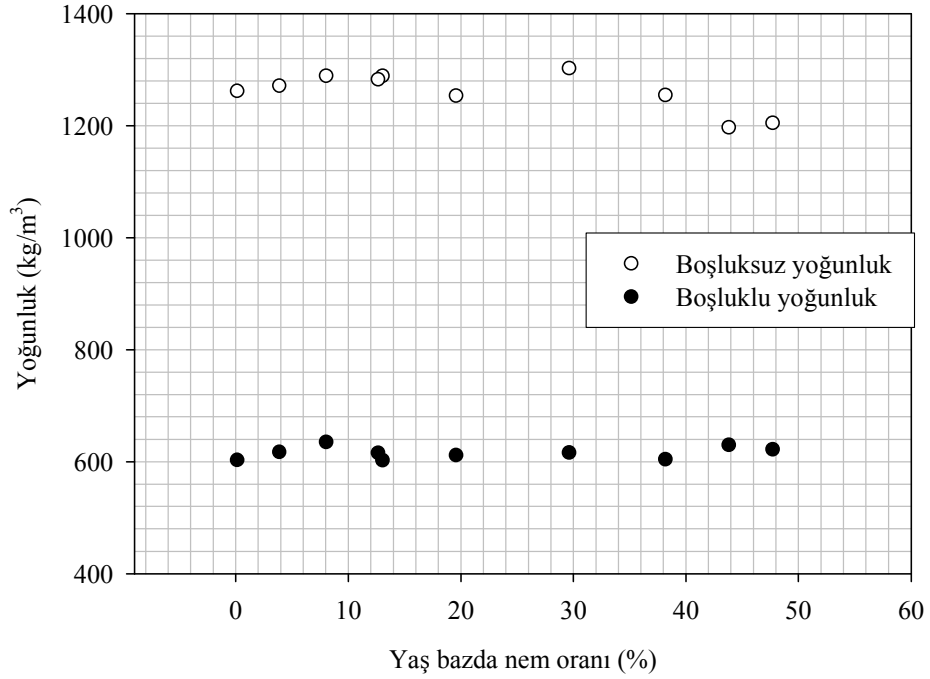 1400
1200
1000
800
600
400
Yoğunluk (kg/m³)
Boşluksuz yoğunluk
Boşluklu yoğunluk
0 10 20 30 40 50 60
Yaş bazda nem oranı (%)